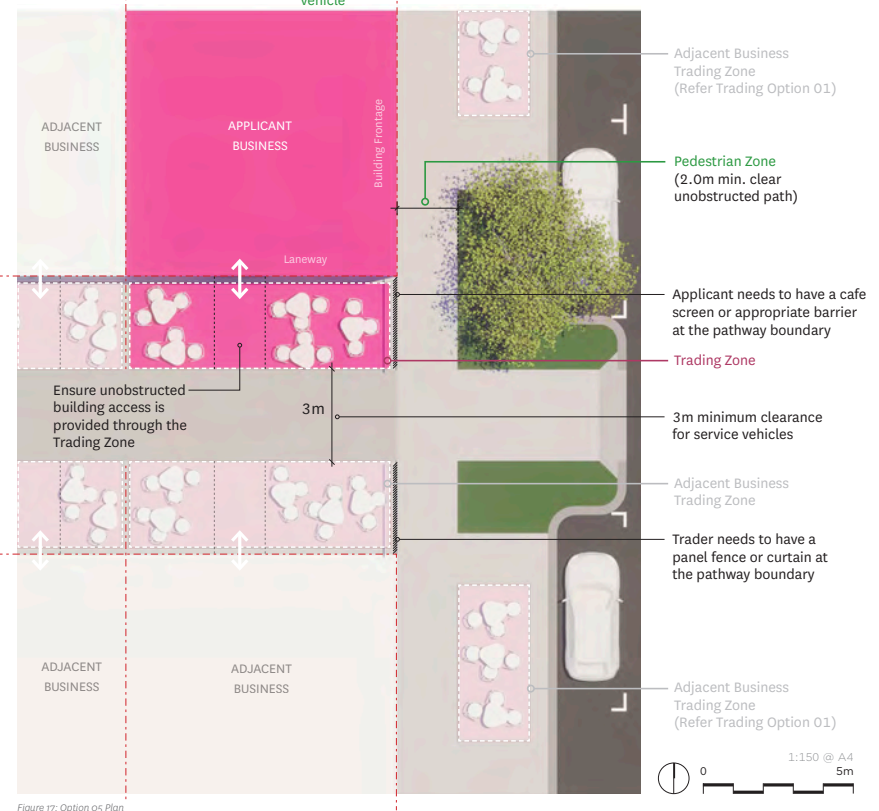 vehicle
ADJACENT
BUSINESS
APPLICANT
BUSINESS
Building Frontage
Laneway
Adjacent Business
Trading Zone
(Refer Trading Option 01)
Pedestrian Zone
(2.0m min. clear
unobstructed path)
Applicant needs to have a cafe
screen or appropriate barrier
at the pathway boundary
Trading Zone
Ensure unobstructed
building access is
provided through the
Trading Zone
3m
3m minimum clearance
for service vehicles
Adjacent Business
Trading Zone
Trader needs to have a
panel fence or curtain at
the pathway boundary
ADJACENT
BUSINESS
ADJACENT
BUSINESS
Adjacent Business
Trading Zone
(Refer Trading Option 01)
1:150 @ A4
0 5m
Figure 17: Option 05 Plan